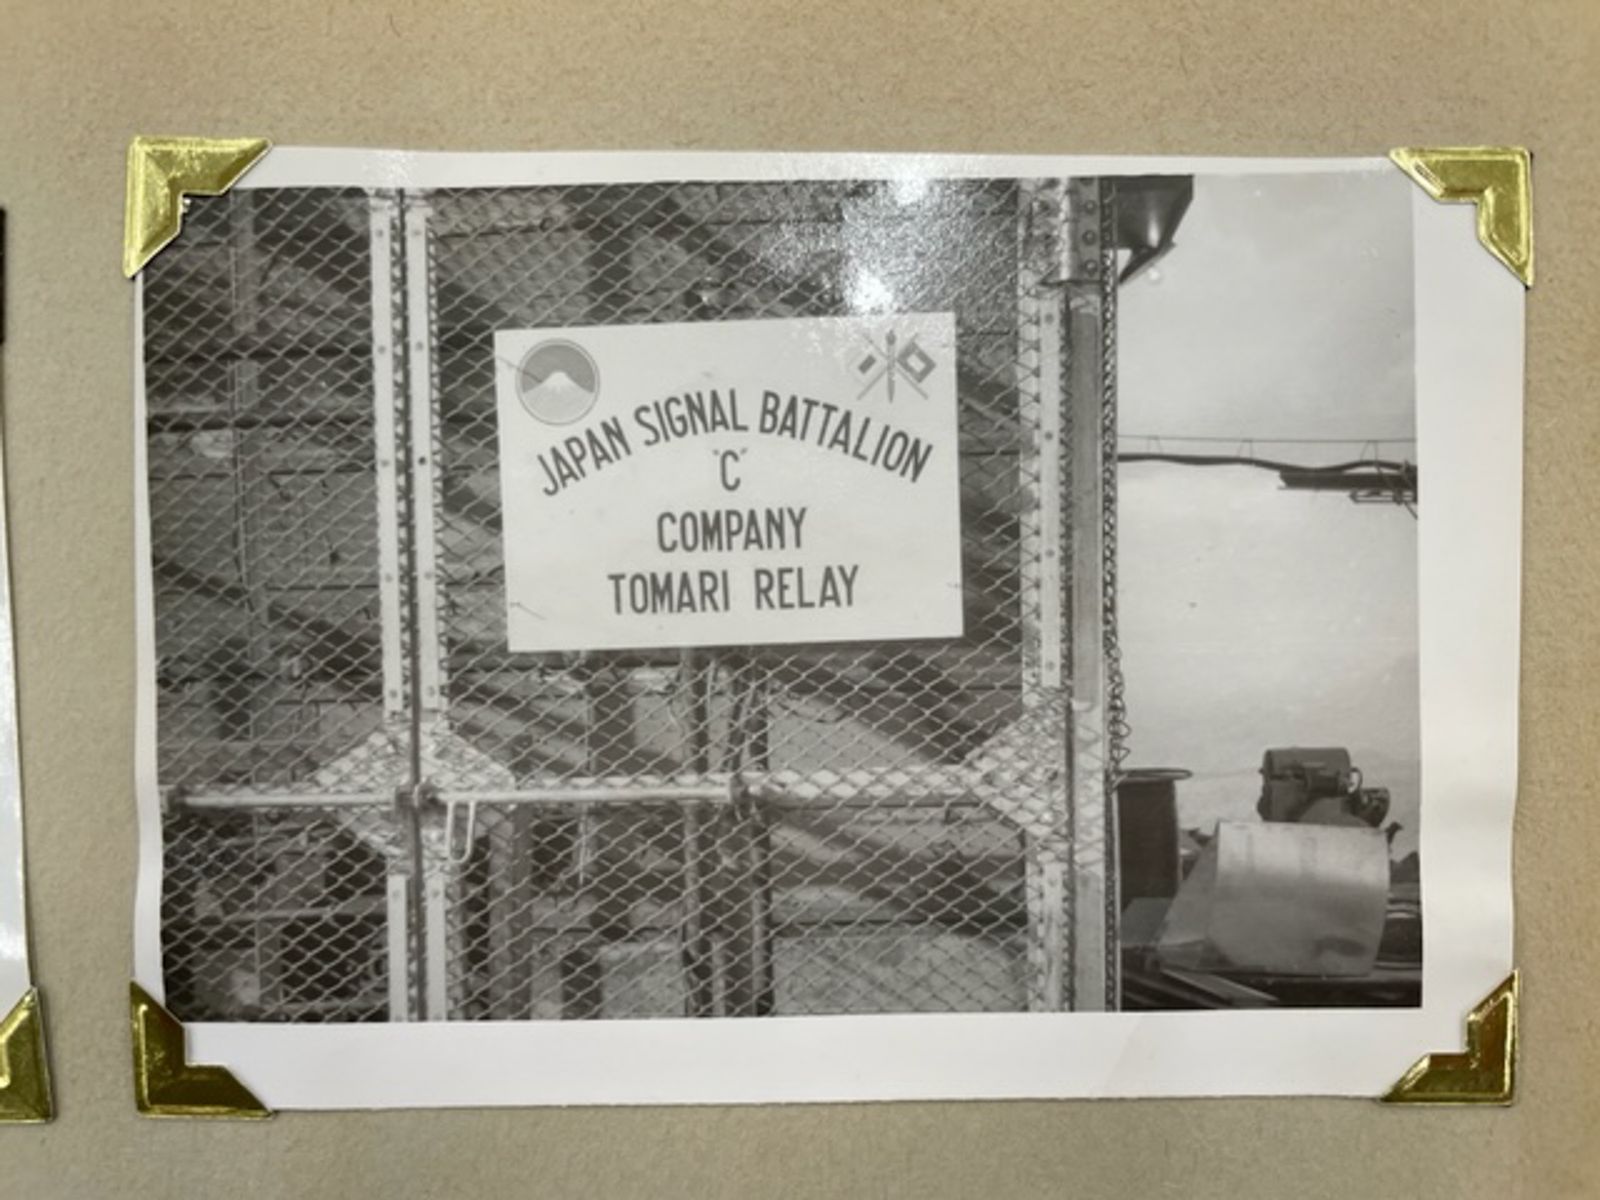 JAPAN SIGNAL BATTALION
"C"
COMPANY
TOMARI RELAY